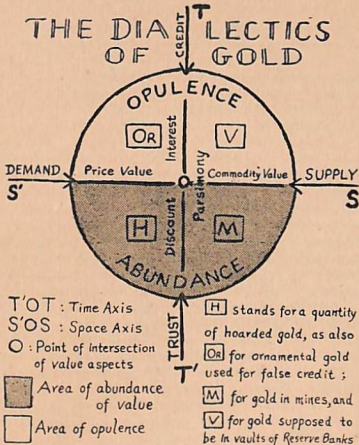 THE DIALECTICS
OF GOLD
T
CREDIT
OPULENCE
OR
Interest
V
DEMAND
Price Value
Parsimony
Commodity Value
SUPPLY
S'
O
S
H
Discount
M
ABUNDANCE
TRUST
T'
T'OT : Time Axis
S'OS : Space Axis
O : Point of intersection
of value aspects
Area of abundance
of value
Area of opulence
H stands for a quantity
of hoarded gold, as also
OR for ornamental gold
used for false credit ;
M for gold in mines, and
V for gold supposed to
be in vaults of Reserve Banks